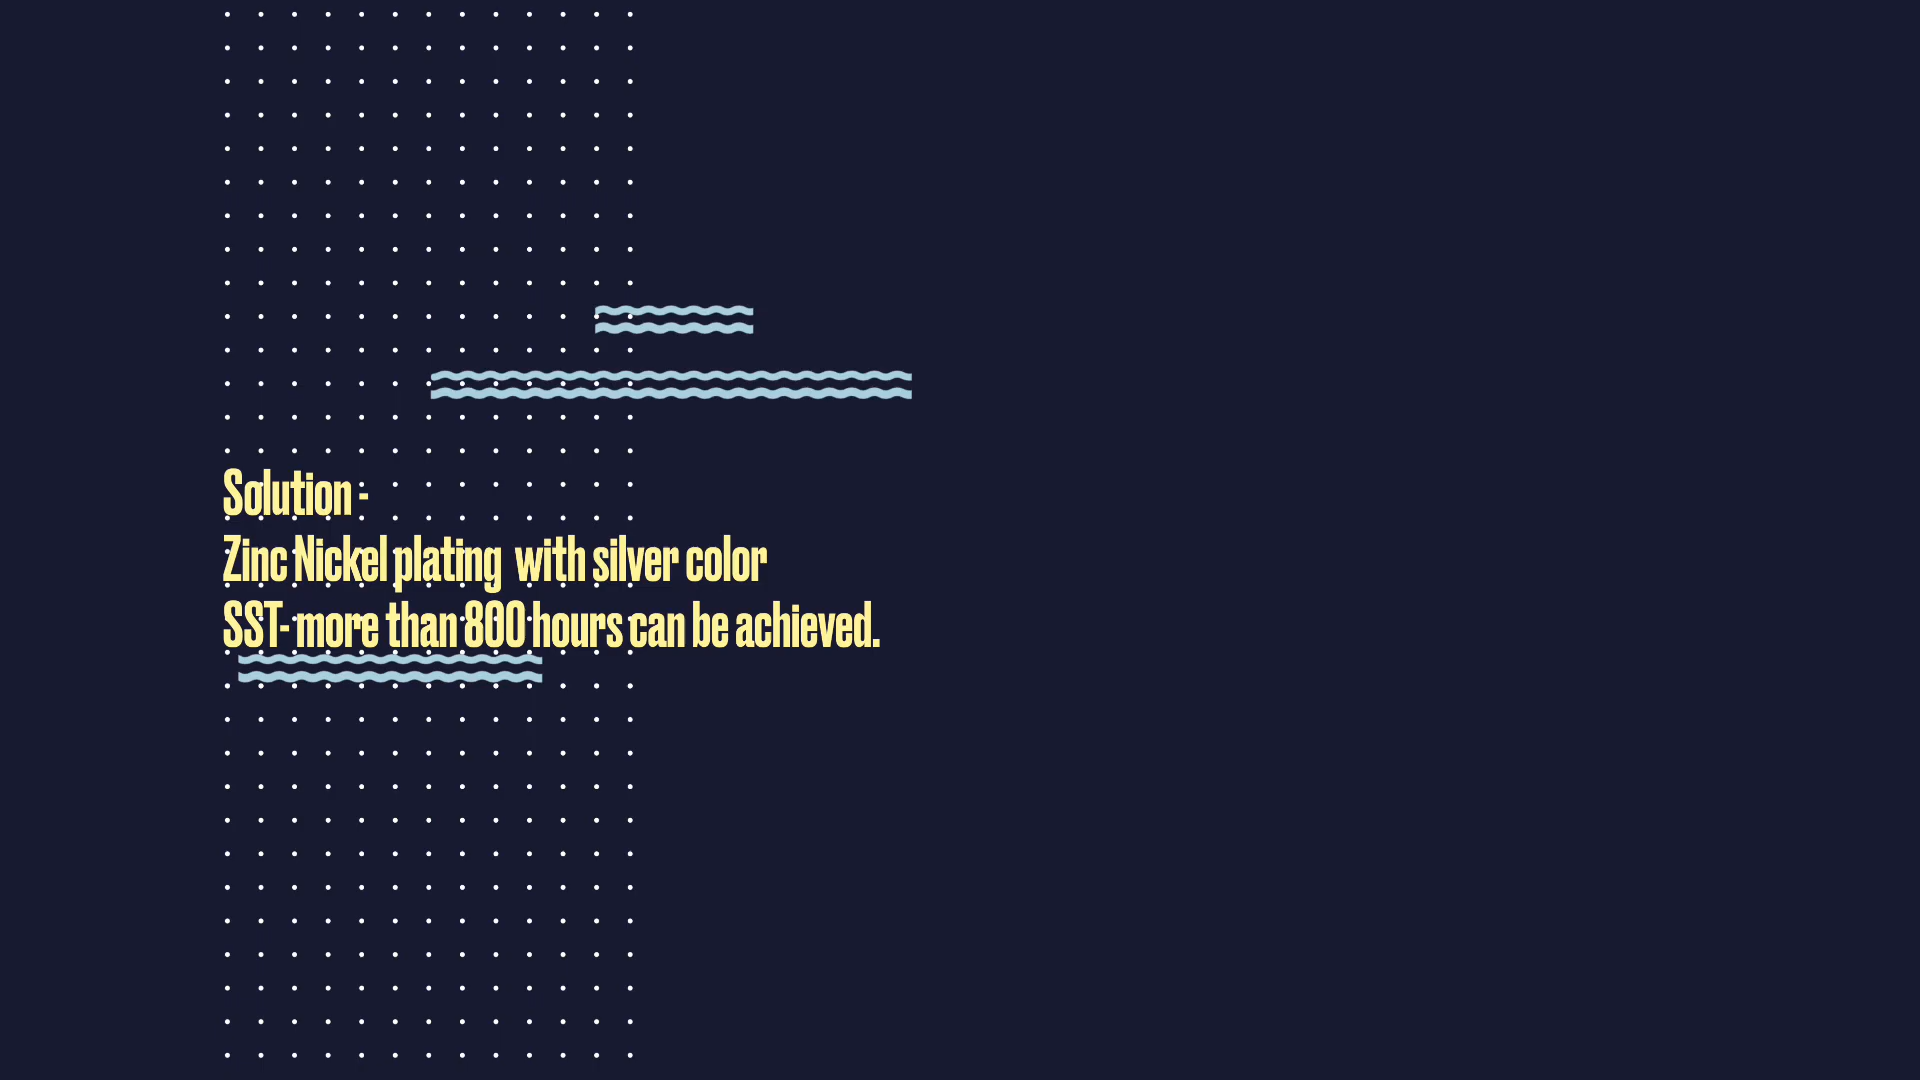 Solution -
Zinc Nickel plating  with silver color
SST- more than 800 hours can be achieved.